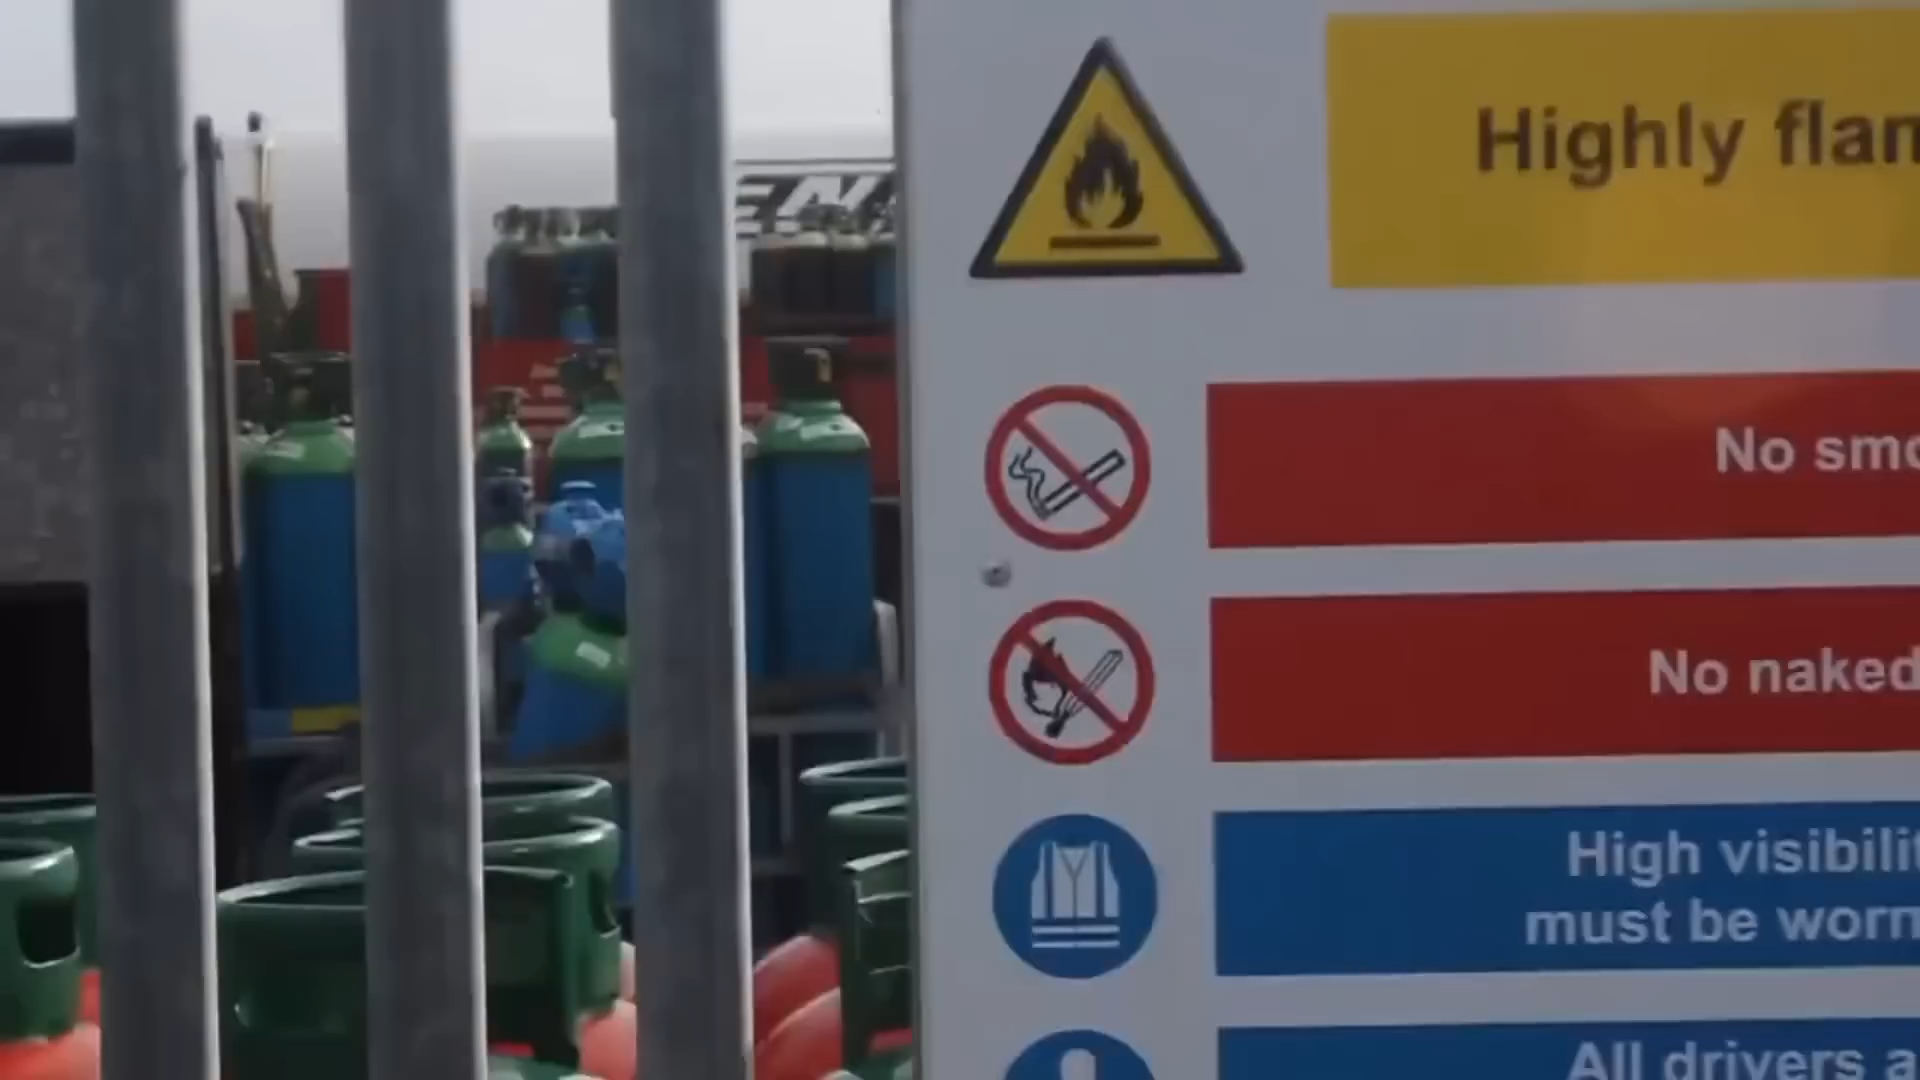 Highly flam
No smo
No naked
High visibilit
must be worn
All drivers a